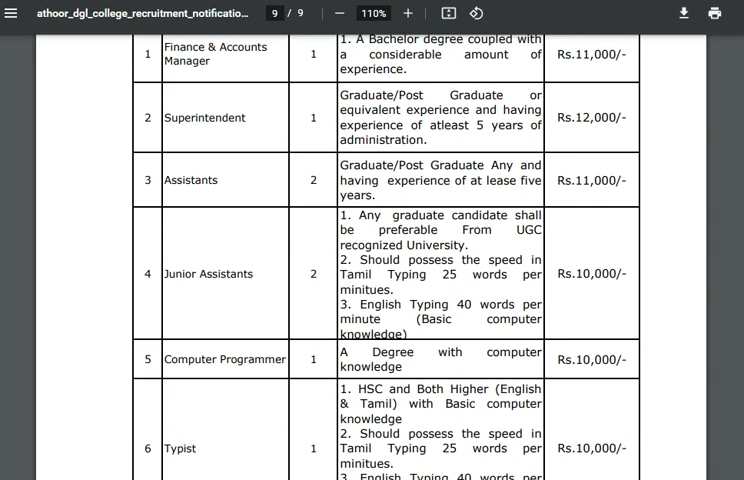 athoor_dgl_college_recruitment_notificatio...
9 / 9
110%
1 Finance & Accounts Manager 1 1. A Bachelor degree coupled with
a considerable amount of
experience.
Rs.11,000/-
2 Superintendent 1 Graduate/Post Graduate or
equivalent experience and having
experience of atleast 5 years of
administration.
Rs.12,000/-
3 Assistants 2 Graduate/Post Graduate Any and
having experience of at lease five
years.
Rs.11,000/-
4 Junior Assistants 2 1. Any graduate candidate shall
be preferable From UGC
recognized University.
2. Should possess the speed in
Tamil Typing 25 words per
minitues.
3. English Typing 40 words per
minute (Basic computer
knowledge)
Rs.10,000/-
5 Computer Programmer 1 A Degree with computer
knowledge
Rs.10,000/-
6 Typist 1 1. HSC and Both Higher (English
& Tamil) with Basic computer
knowledge
2. Should possess the speed in
Tamil Typing 25 words per
minitues.
3. English Typing 40 words per
Rs.10,000/-